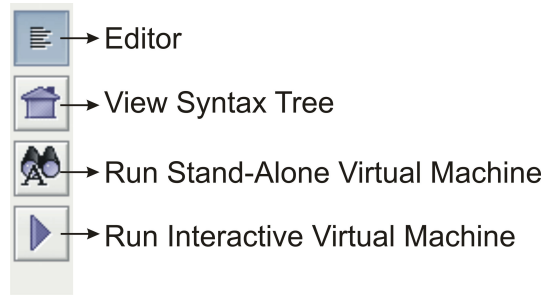 Editor
View Syntax Tree
A
Run Stand-Alone Virtual Machine
Run Interactive Virtual Machine